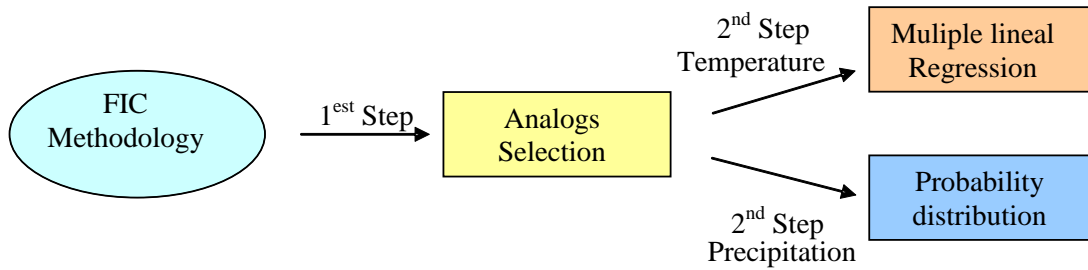 FIC
Methodology
1est Step
Analogs
Selection
2nd Step
Temperature
Muliple lineal
Regression
2nd Step
Precipitation
Probability
distribution